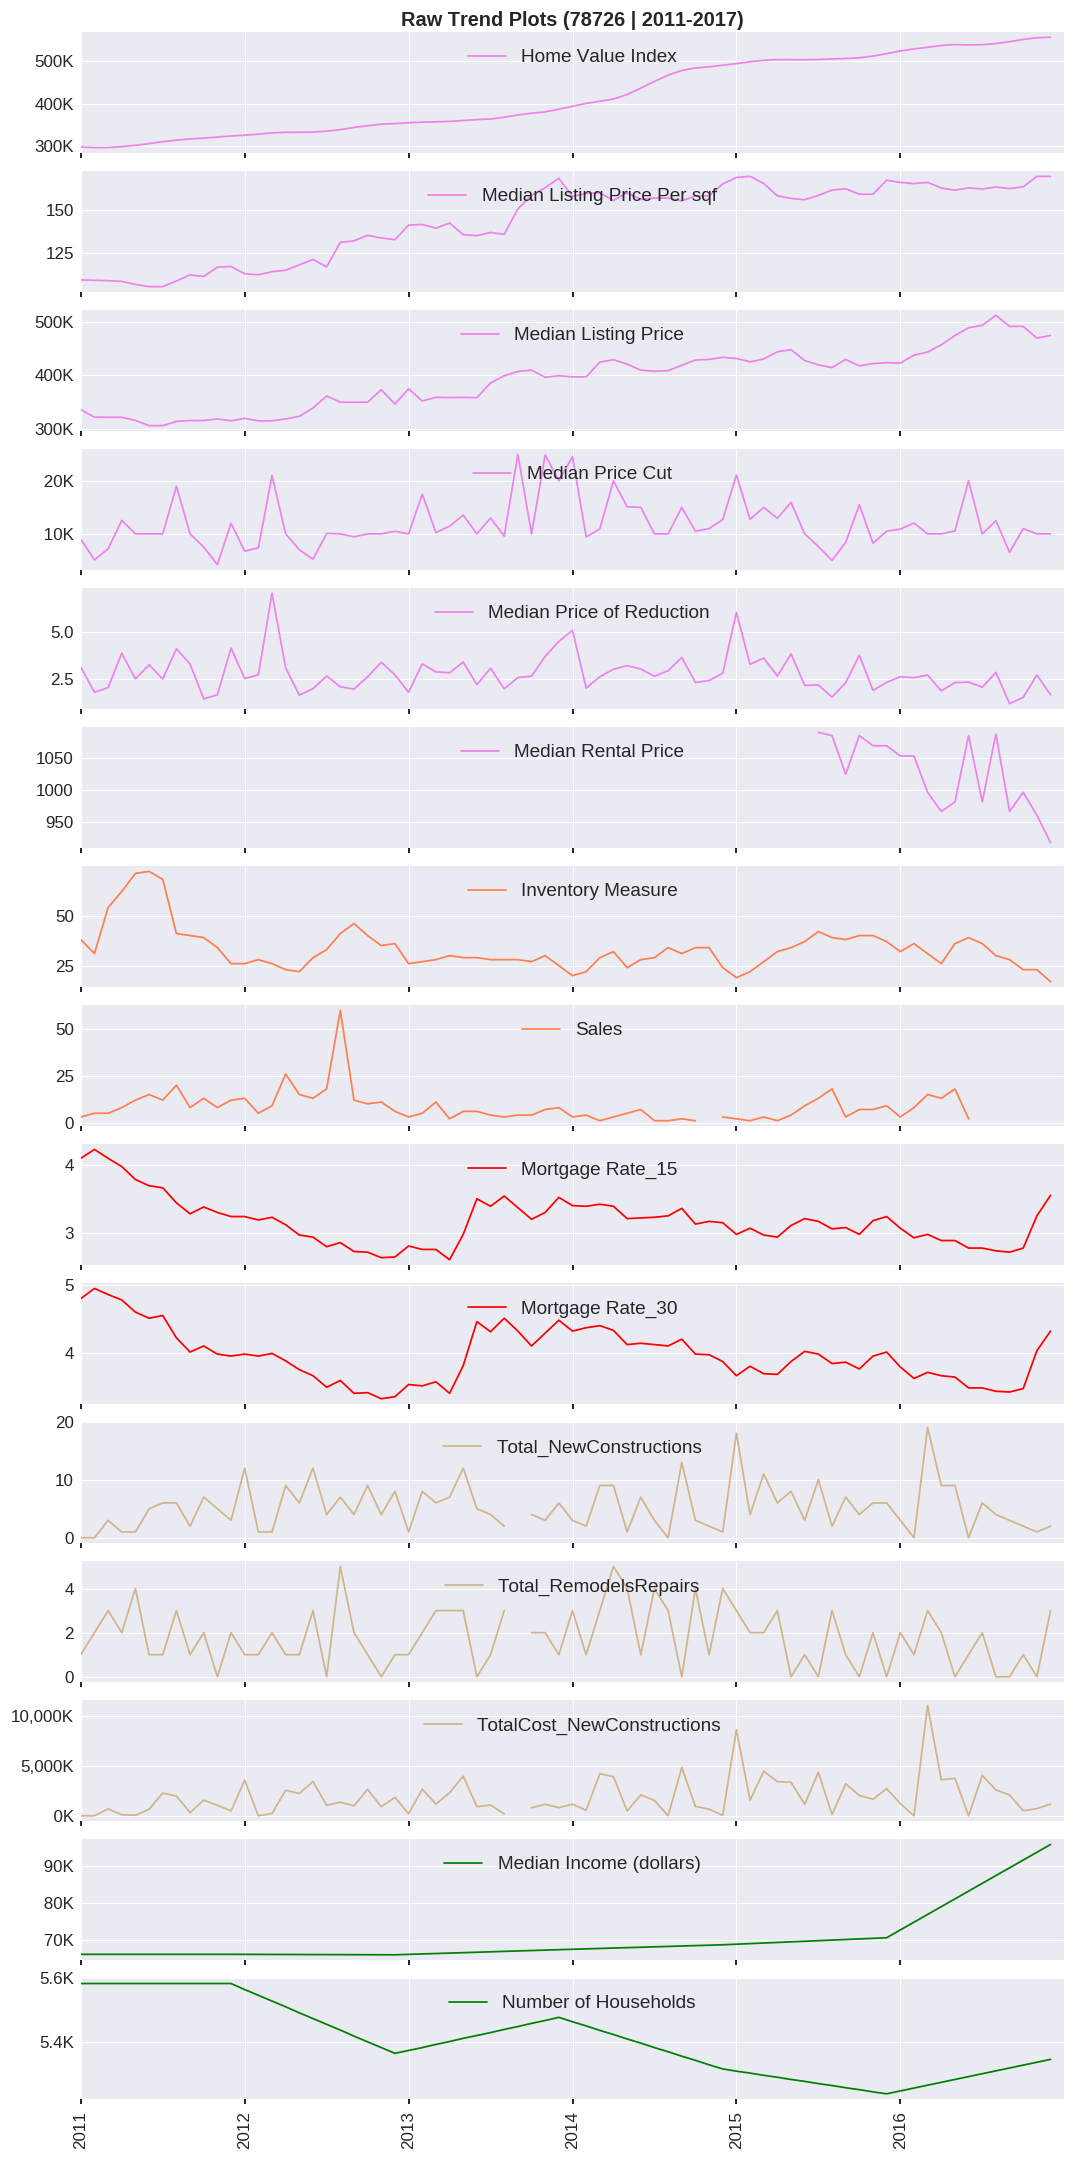 Raw Trend Plots (78726 | 2011-2017)
Home Value Index
500K
400K
300K
Median Listing Price Per sqf
150
125
Median Listing Price
500K
400K
300K
Median Price Cut
20K
10K
Median Price of Reduction
5.0
2.5
Median Rental Price
1050
1000
950
Inventory Measure
50
25
Sales
50
25
0
Mortgage Rate_15
4
3
Mortgage Rate_30
5
4
Total_NewConstructions
20
10
0
Total_RemodelsRepairs
4
2
0
TotalCost_NewConstructions
10,000K
5,000K
0K
Median Income (dollars)
90K
80K
70K
Number of Households
5.6K
5.4K
2011 2012 2013 2014 2015 2016